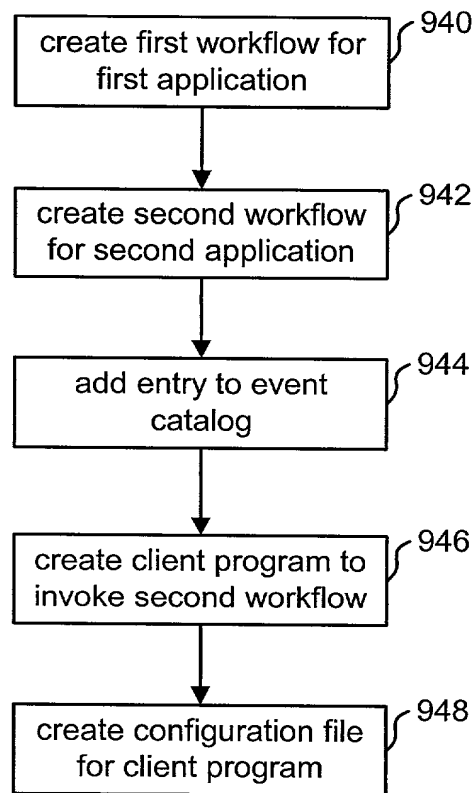 940
create first workflow for
first application
942
create second workflow
for second application
944
add entry to event
catalog
946
create client program to
invoke second workflow
948
create configuration file
for client program